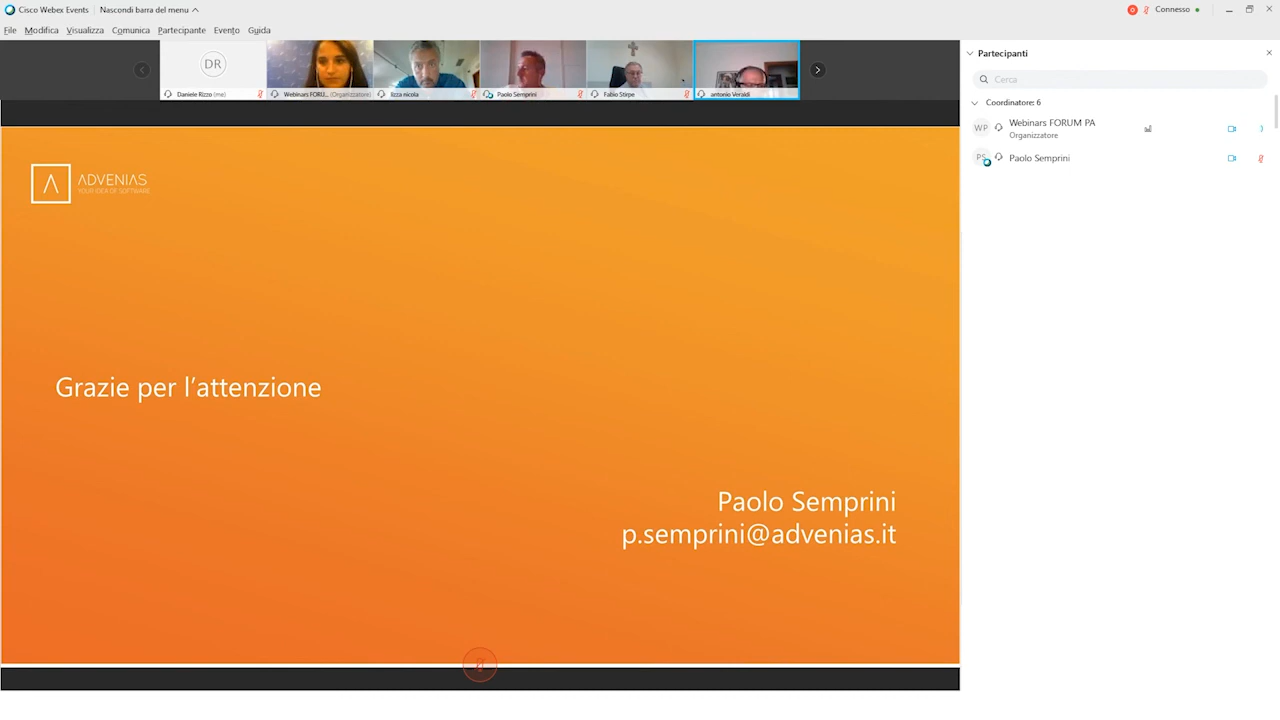 Cisco Webex Events
Nascondi barra del menu
Connesso
File Modifica Visualizza Comunica Partecipante Evento Guida
DR
Daniele Rizzo (me)
Webinars FORU... (Organizzatore)
Rizza nicola
Paolo Semprini
Fabio Stirpe
antonio Veraldi
Partecipanti
Cerca
Coordinatore: 6
WP
Webinars FORUM PA
Organizzatore
PS
Paolo Semprini
ADVENIAS
YOUR IDEA OF SOFTWARE
Grazie per l'attenzione
Paolo Semprini
p.semprini@advenias.it